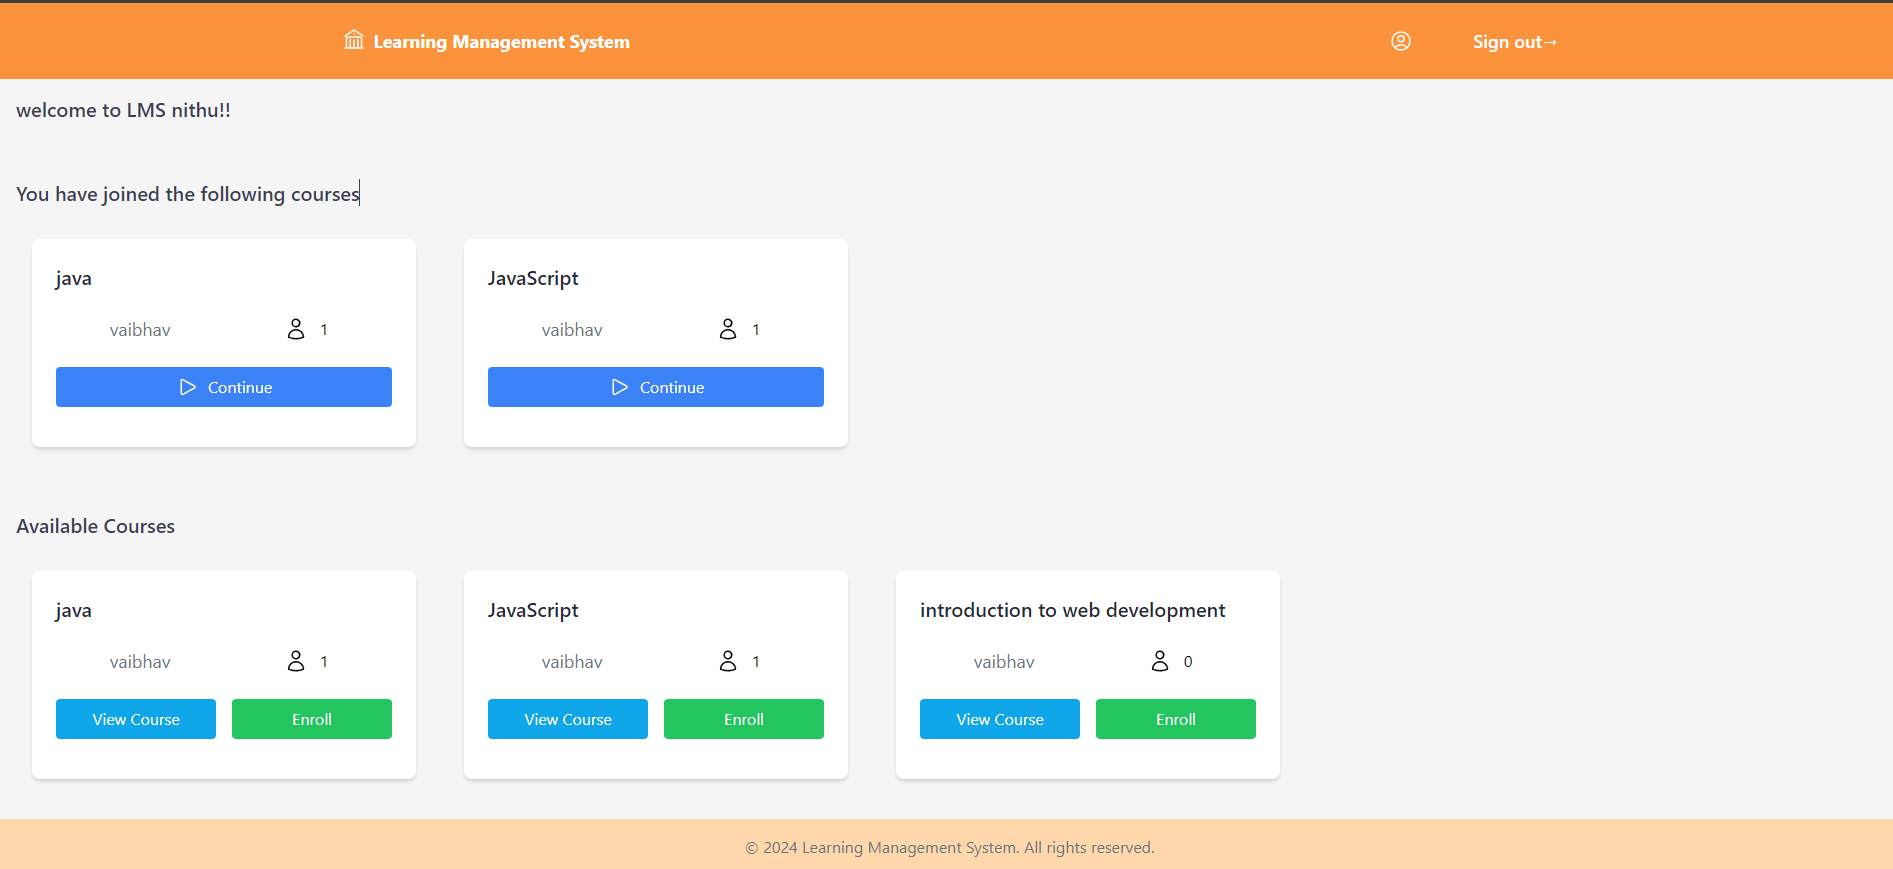 Learning Management System Sign out→
welcome to LMS nithu!!
You have joined the following courses
java JavaScript
vaibhav 1 vaibhav 1
Continue Continue
Available Courses
java JavaScript introduction to web development
vaibhav 1 vaibhav 1 vaibhav 0
View Course Enroll View Course Enroll View Course Enroll
© 2024 Learning Management System. All rights reserved.